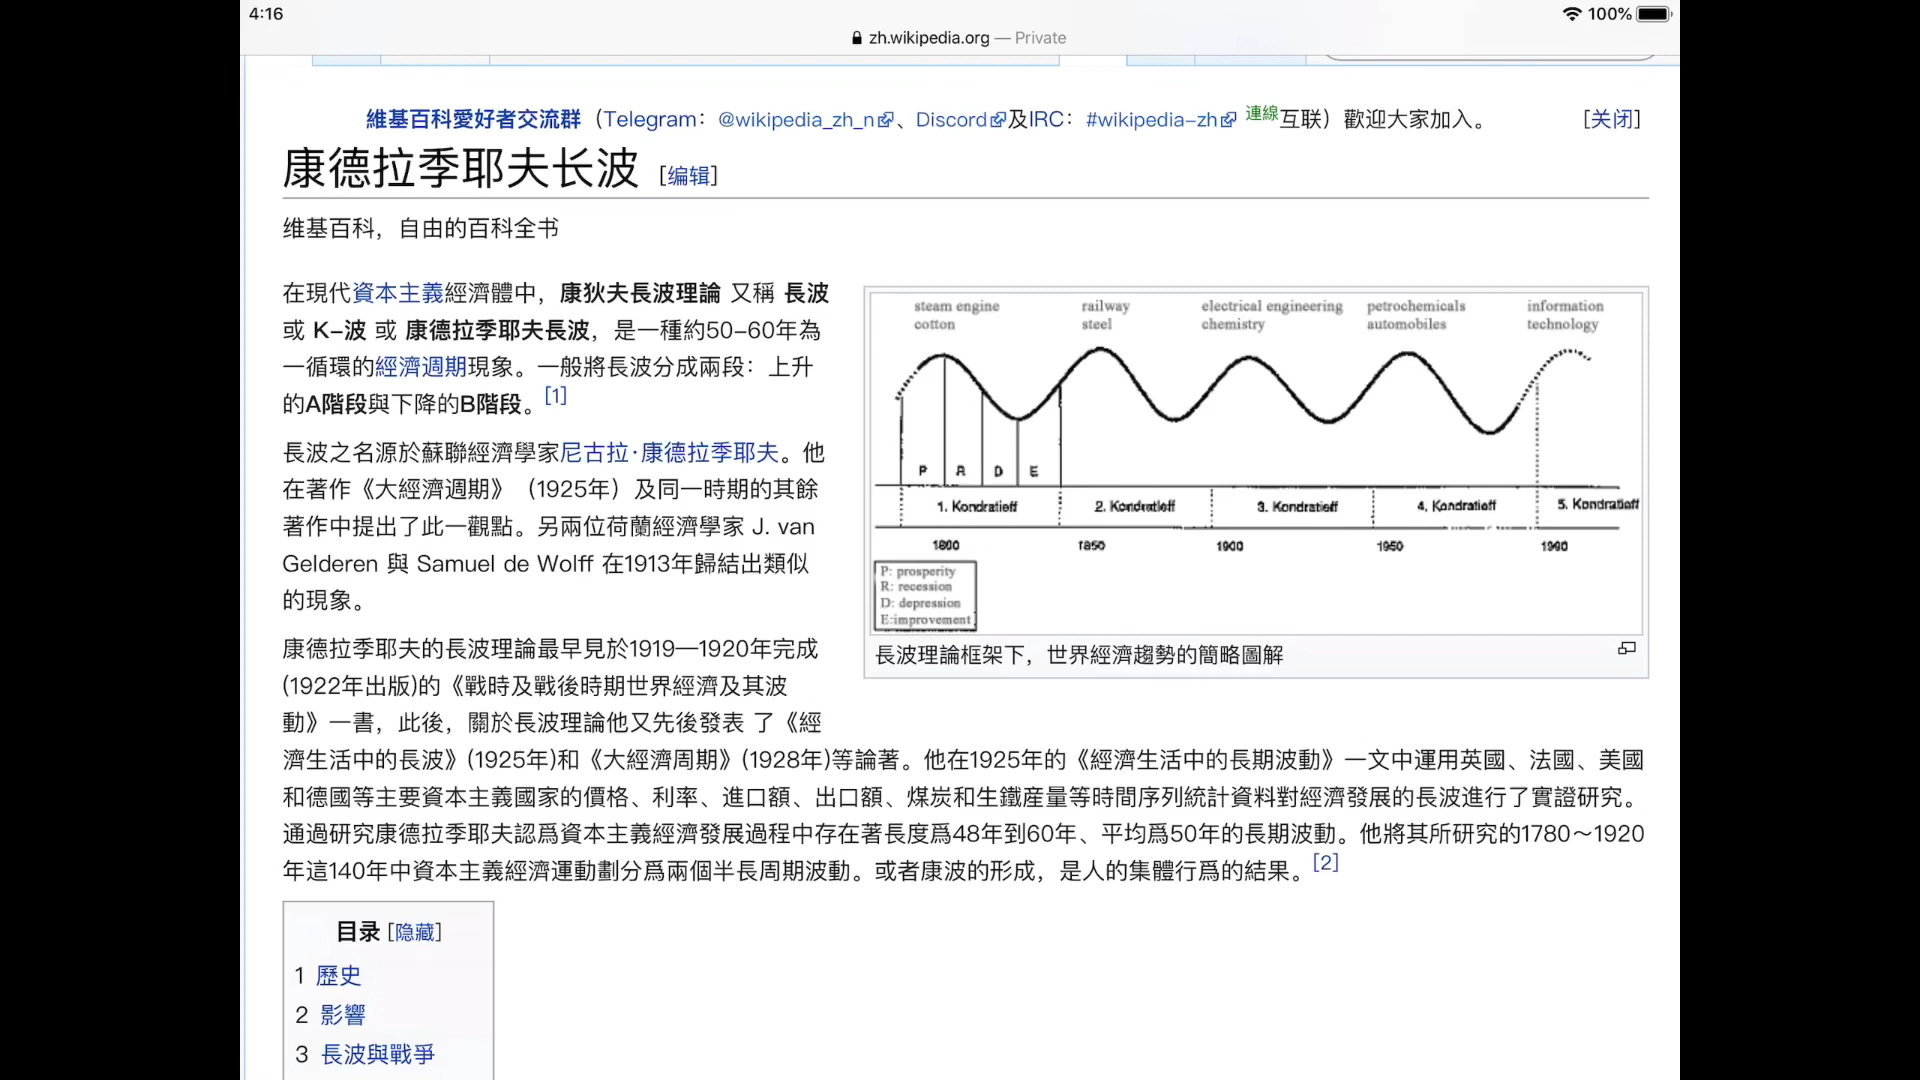 4:16
100%
zh.wikipedia.org — Private
維基百科愛好者交流群（Telegram：@wikipedia_zh_n、Discord及IRC：#wikipedia-zh 連線互联）歡迎大家加入。
[关闭]
康德拉季耶夫长波 [编辑]
维基百科，自由的百科全书
在現代資本主義經濟體中，康狄夫長波理論 又稱 長波
或 K-波 或 康德拉季耶夫長波，是一種約50-60年為
一循環的經濟週期現象。一般將長波分成兩段：上升
的A階段與下降的B階段。[1]
長波之名源於蘇聯經濟學家尼古拉·康德拉季耶夫。他
在著作《大經濟週期》（1925年）及同一時期的其餘
著作中提出了此一觀點。另兩位荷蘭經濟學家 J. van
Gelderen 與 Samuel de Wolff 在1913年歸結出類似
的現象。
康德拉季耶夫的長波理論最早見於1919—1920年完成
(1922年出版)的《戰時及戰後時期世界經濟及其波
動》一書，此後，關於長波理論他又先後發表 了《經
濟生活中的長波》(1925年)和《大經濟周期》(1928年)等論著。他在1925年的《經濟生活中的長期波動》一文中運用英國、法國、美國
和德國等主要資本主義國家的價格、利率、進口額、出口額、煤炭和生鐵産量等時間序列統計資料對經濟發展的長波進行了實證研究。
通過研究康德拉季耶夫認爲資本主義經濟發展過程中存在著長度爲48年到60年、平均爲50年的長期波動。他將其所研究的1780～1920
年這140年中資本主義經濟運動劃分爲兩個半長周期波動。或者康波的形成，是人的集體行爲的結果。[2]
steam engine cotton
railway steel
electrical engineering chemistry
petrochemicals automobiles
information technology
P R D E
1. Kondratieff 2. Kondratieff 3. Kondratieff 4. Kondratieff 5. Kondratieff
1800 1850 1900 1950 1990
P: prosperity
R: recession
D: depression
E:improvement
長波理論框架下，世界經濟趨勢的簡略圖解
目录 [隐藏]
1 歷史
2 影響
3 長波與戰爭